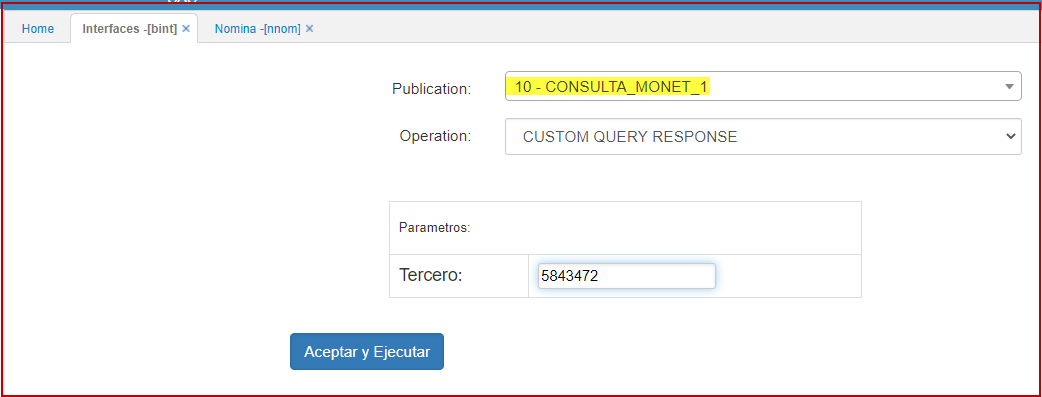 Home Interfaces -[bint] × Nomina -[nnom] ×
Publication: 10 - CONSULTA_MONET_1
Operation: CUSTOM QUERY RESPONSE
Parametros:
Tercero: 5843472
Aceptar y Ejecutar